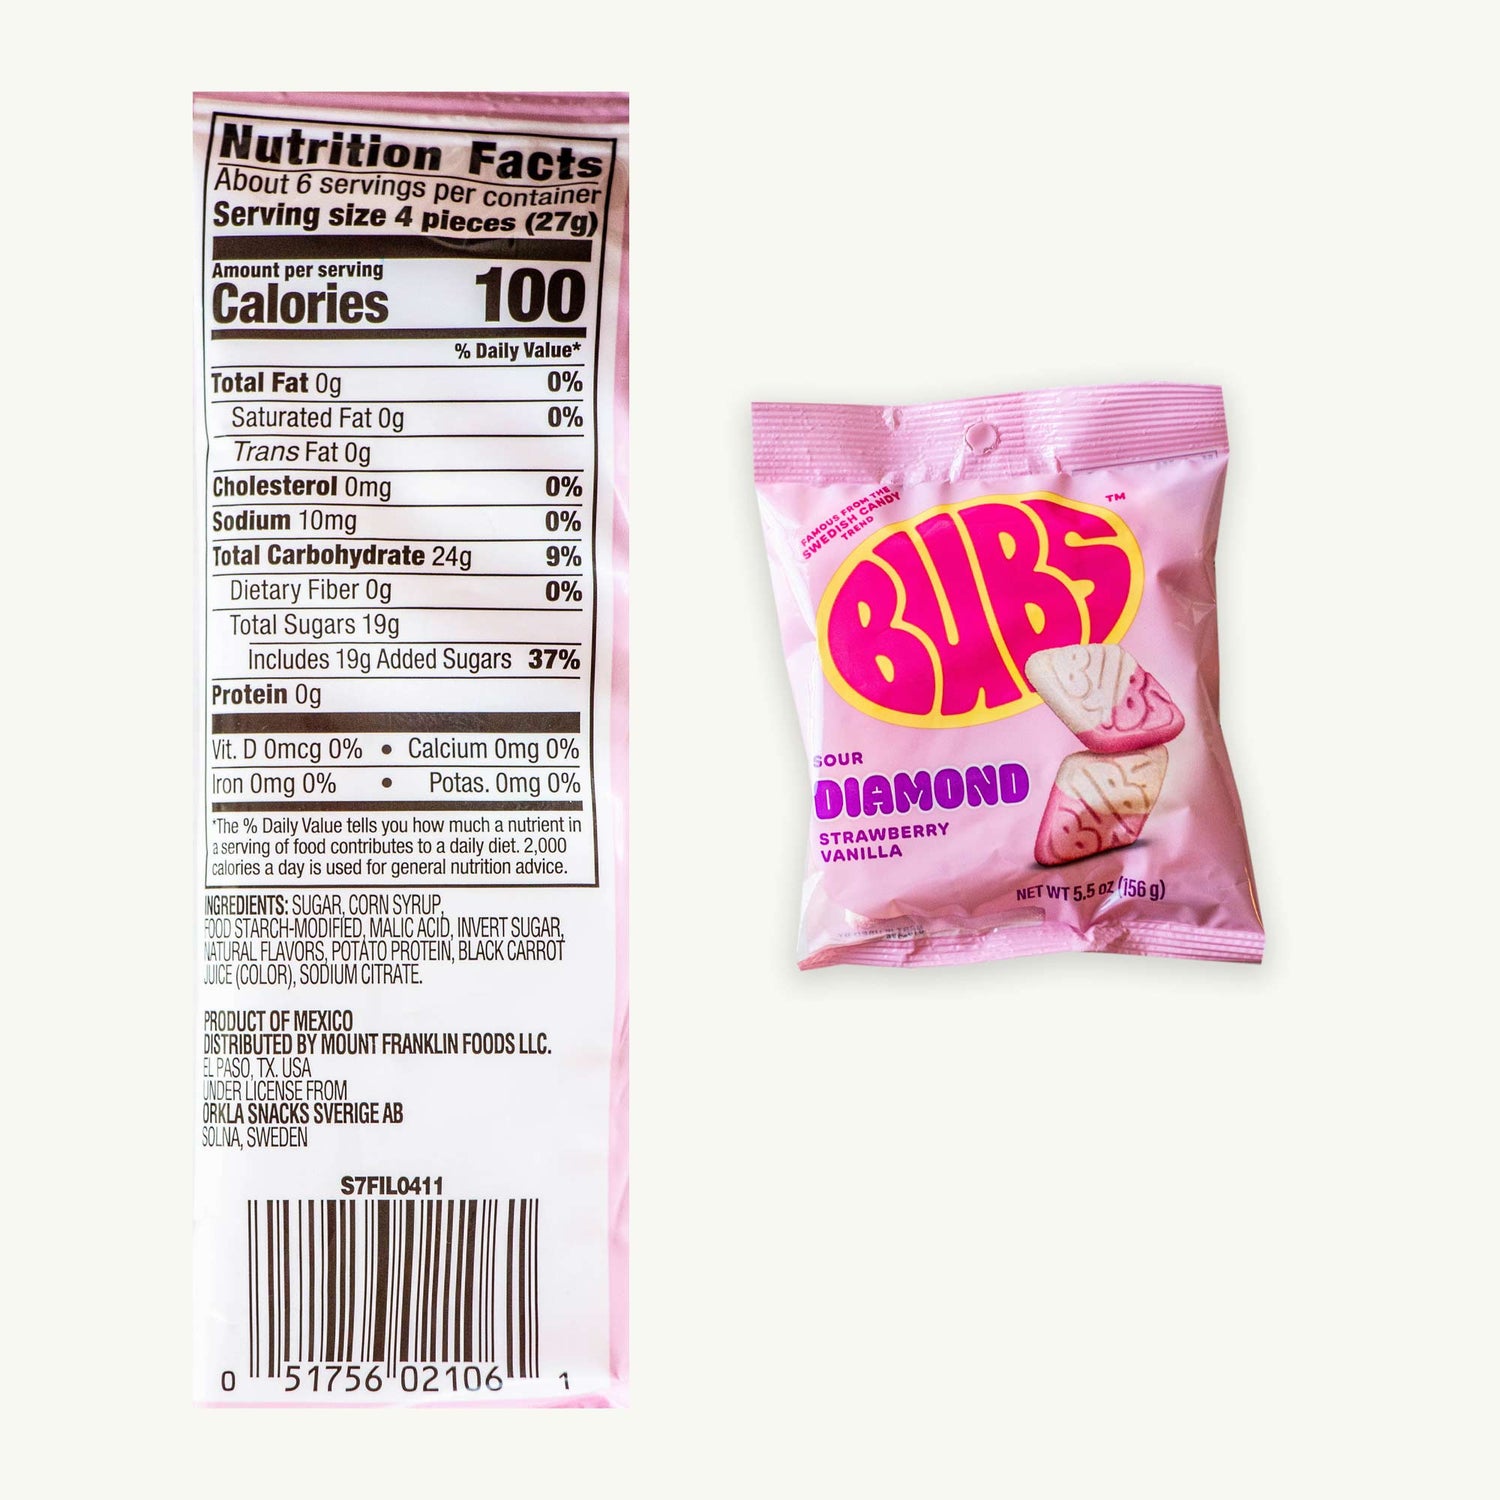 Nutrition Facts
About 6 servings per container
Serving size 4 pieces (27g)
Amount per serving
Calories 100
% Daily Value*
Total Fat 0g 0%
Saturated Fat 0g 0%
Trans Fat 0g
Cholesterol 0mg 0%
Sodium 10mg 0%
Total Carbohydrate 24g 9%
Dietary Fiber 0g 0%
Total Sugars 19g
Includes 19g Added Sugars 37%
Protein 0g
Vit. D 0mcg 0% • Calcium 0mg 0%
Iron 0mg 0% • Potas. 0mg 0%
*The % Daily Value tells you how much a nutrient in
a serving of food contributes to a daily diet. 2,000
calories a day is used for general nutrition advice.
INGREDIENTS: SUGAR, CORN SYRUP,
FOOD STARCH-MODIFIED, MALIC ACID, INVERT SUGAR,
NATURAL FLAVORS, POTATO PROTEIN, BLACK CARROT
JUICE (COLOR), SODIUM CITRATE.
PRODUCT OF MEXICO
DISTRIBUTED BY MOUNT FRANKLIN FOODS LLC.
EL PASO, TX. USA
UNDER LICENSE FROM
ORKLA SNACKS SVERIGE AB
SOLNA, SWEDEN
S7FIL0411
0 51756 02106 1
FAMOUS FROM THE
SWEDISH CANDY
TREND
BUBS™
BUBS
BUBS
SOUR
DIAMOND
STRAWBERRY
VANILLA
NET WT 5.5 OZ (156 g)